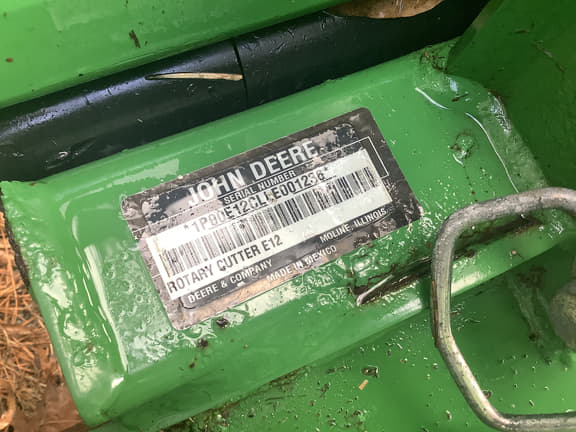 JOHN DEERE
SERIAL NUMBER
ROTARY CUTTER E12
DEERE & COMPANY MOLINE, ILLINOIS
MADE IN MEXICO